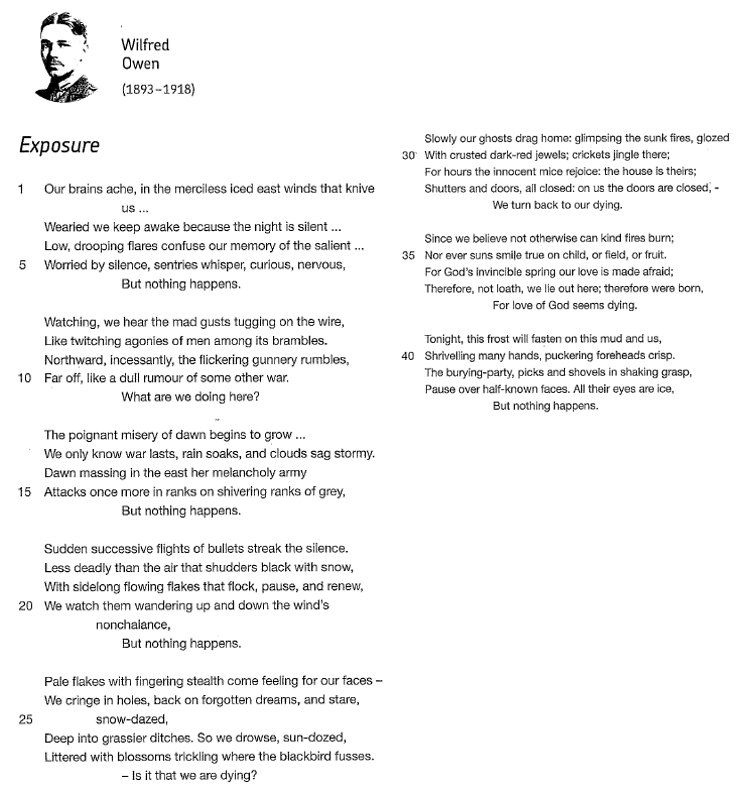 Wilfred
Owen
(1893–1918)
Exposure
1 Our brains ache, in the merciless iced east winds that knive
us ...
Wearied we keep awake because the night is silent ...
Low, drooping flares confuse our memory of the salient ...
5 Worried by silence, sentries whisper, curious, nervous,
But nothing happens.
Watching, we hear the mad gusts tugging on the wire,
Like twitching agonies of men among its brambles.
Northward, incessantly, the flickering gunnery rumbles,
10 Far off, like a dull rumour of some other war.
What are we doing here?
The poignant misery of dawn begins to grow ...
We only know war lasts, rain soaks, and clouds sag stormy.
Dawn massing in the east her melancholy army
15 Attacks once more in ranks on shivering ranks of grey,
But nothing happens.
Sudden successive flights of bullets streak the silence.
Less deadly than the air that shudders black with snow,
With sidelong flowing flakes that flock, pause, and renew,
20 We watch them wandering up and down the wind's
nonchalance,
But nothing happens.
Pale flakes with fingering stealth come feeling for our faces –
We cringe in holes, back on forgotten dreams, and stare,
25 snow-dazed,
Deep into grassier ditches. So we drowse, sun-dozed,
Littered with blossoms trickling where the blackbird fusses.
– Is it that we are dying?
Slowly our ghosts drag home: glimpsing the sunk fires, glozed
30 With crusted dark-red jewels; crickets jingle there;
For hours the innocent mice rejoice: the house is theirs;
Shutters and doors, all closed: on us the doors are closed, -
We turn back to our dying.
Since we believe not otherwise can kind fires burn;
35 Nor ever suns smile true on child, or field, or fruit.
For God's invincible spring our love is made afraid;
Therefore, not loath, we lie out here; therefore were born,
For love of God seems dying.
Tonight, this frost will fasten on this mud and us,
40 Shrivelling many hands, puckering foreheads crisp.
The burying-party, picks and shovels in shaking grasp,
Pause over half-known faces. All their eyes are ice,
But nothing happens.